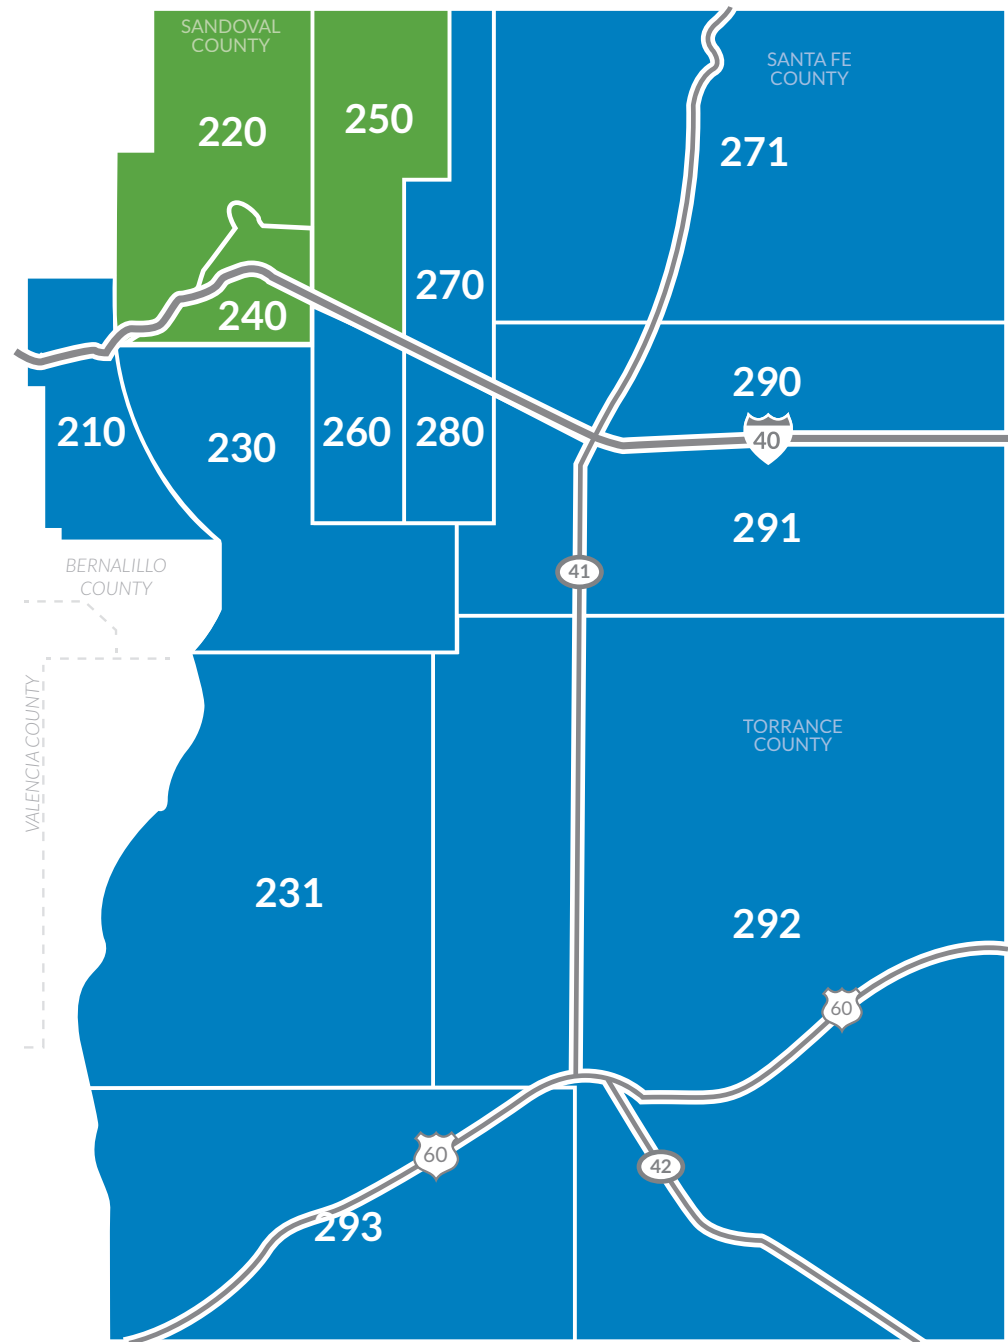 SANDOVAL
COUNTY
SANTA FE
COUNTY
220
250
271
270
240
290
210
230
260
280
40
291
BERNALILLO
COUNTY
41
VALENCIA COUNTY
TORRANCE
COUNTY
231
292
60
60
42
293